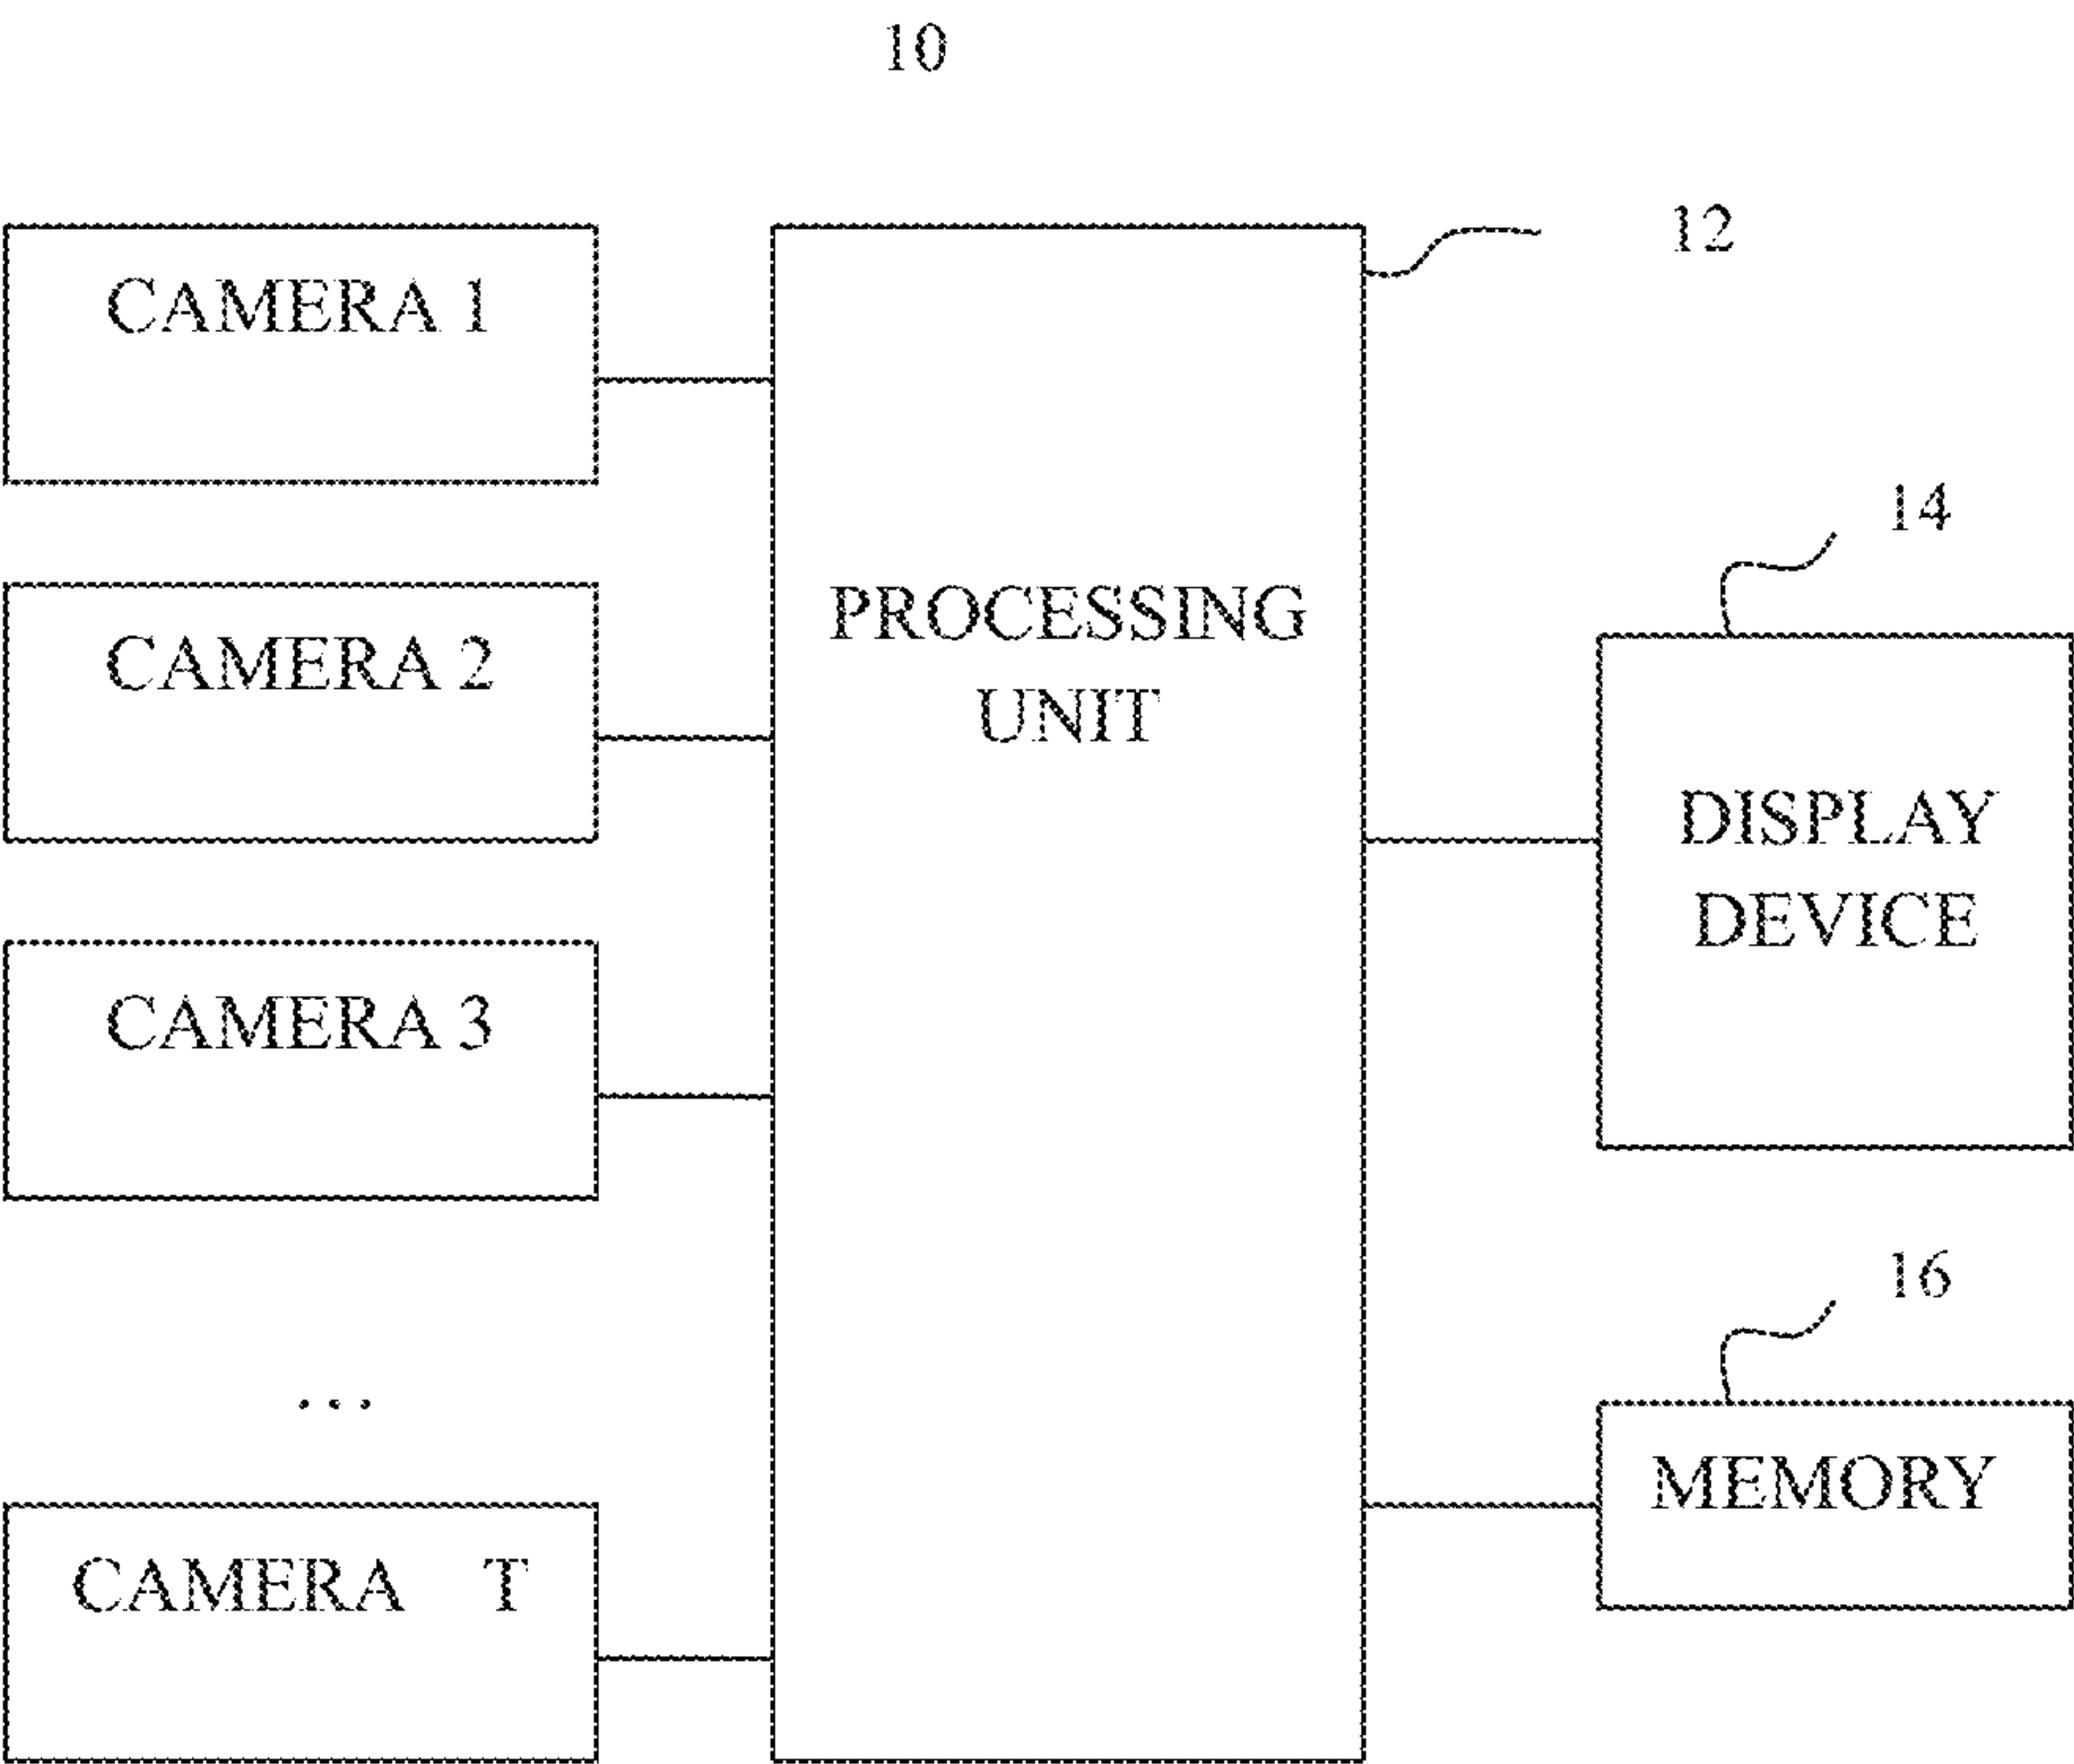 10
12
CAMERA 1
14
CAMERA 2
PROCESSING
UNIT
DISPLAY
DEVICE
CAMERA 3
16
...
MEMORY
CAMERA T